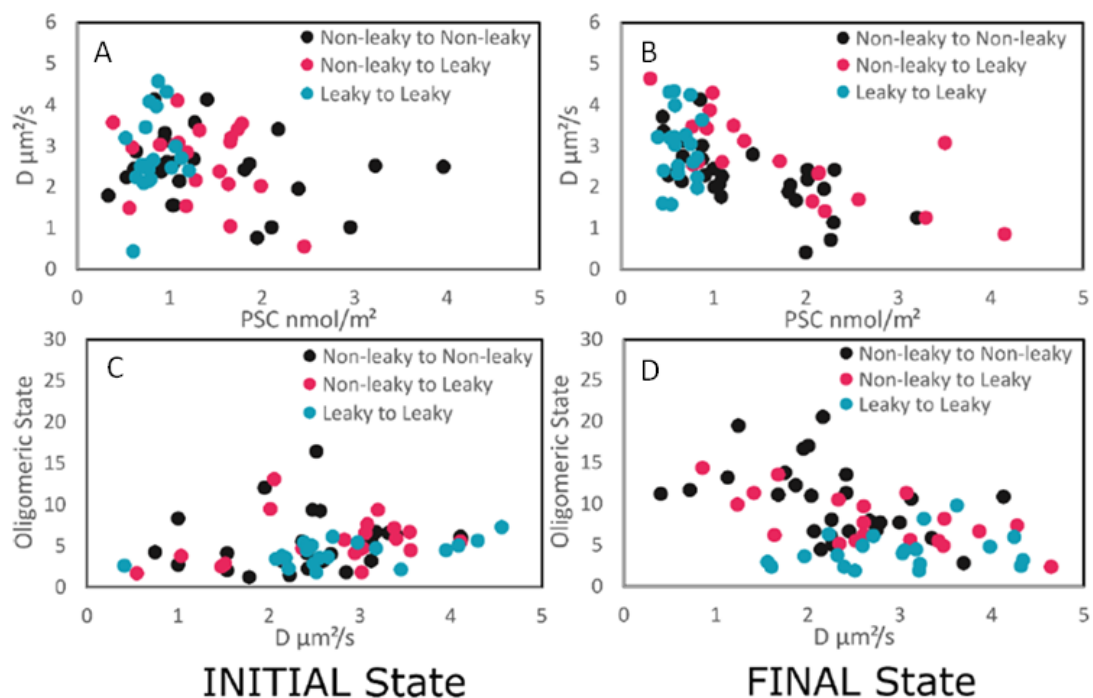 A
Non-leaky to Non-leaky
Non-leaky to Leaky
Leaky to Leaky
6
5
4
3
2
1
0
D µm²/s
0 1 2 3 4 5
PSC nmol/m²
B
Non-leaky to Non-leaky
Non-leaky to Leaky
Leaky to Leaky
6
5
4
3
2
1
0
D µm²/s
0 1 2 3 4 5
PSC nmol/m²
C
Non-leaky to Non-leaky
Non-leaky to Leaky
Leaky to Leaky
30
25
20
15
10
5
0
Oligomeric State
0 1 2 3 4 5
D µm²/s
D
Non-leaky to Non-leaky
Non-leaky to Leaky
Leaky to Leaky
30
25
20
15
10
5
0
Oligomeric State
0 1 2 3 4 5
D µm²/s
INITIAL State
FINAL State